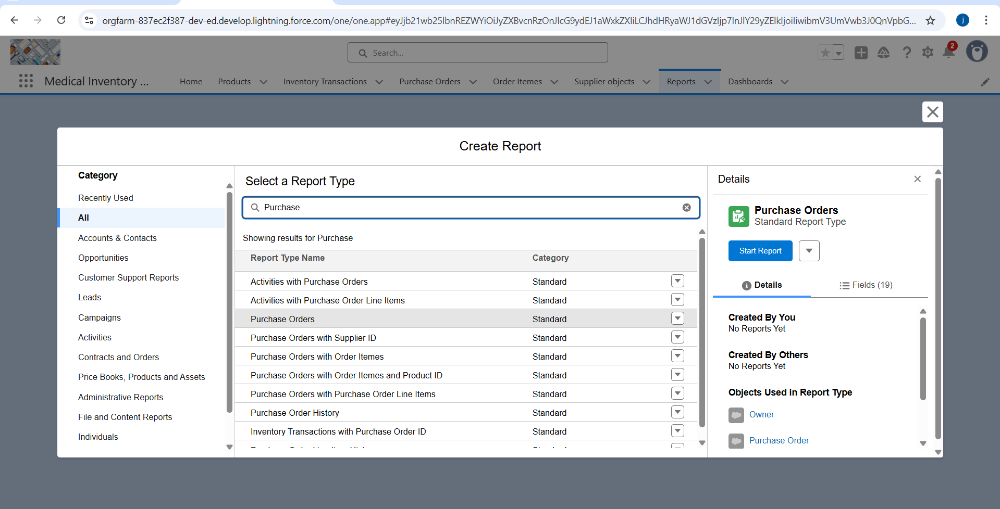 orgfarm-837ec2f387-dev-ed.develop.lightning.force.com/one/one.app#eyJjb21wb25lbnREZWYiOiJyZXBvcnRzOnJlcG9ydEJ1aWxkZXIiLCJhdHRyaWJ1dGVzIjp7InJlY29yZElkIjoiIiwibmV3UmVwb3J0QnVpbG...
j
Search...
2
Medical Inventory ...
Home
Products
Inventory Transactions
Purchase Orders
Order Itemes
Supplier objects
Reports
Dashboards
Create Report
Category
Recently Used
All
Accounts & Contacts
Opportunities
Customer Support Reports
Leads
Campaigns
Activities
Contracts and Orders
Price Books, Products and Assets
Administrative Reports
File and Content Reports
Individuals
Select a Report Type
Purchase
Showing results for Purchase
Report Type Name Category
Activities with Purchase Orders Standard
Activities with Purchase Order Line Items Standard
Purchase Orders Standard
Purchase Orders with Supplier ID Standard
Purchase Orders with Order Itemes Standard
Purchase Orders with Order Itemes and Product ID Standard
Purchase Orders with Purchase Order Line Items Standard
Purchase Order History Standard
Inventory Transactions with Purchase Order ID Standard
Details
Purchase Orders
Standard Report Type
Start Report
Details
Fields (19)
Created By You
No Reports Yet
Created By Others
No Reports Yet
Objects Used in Report Type
Owner
Purchase Order